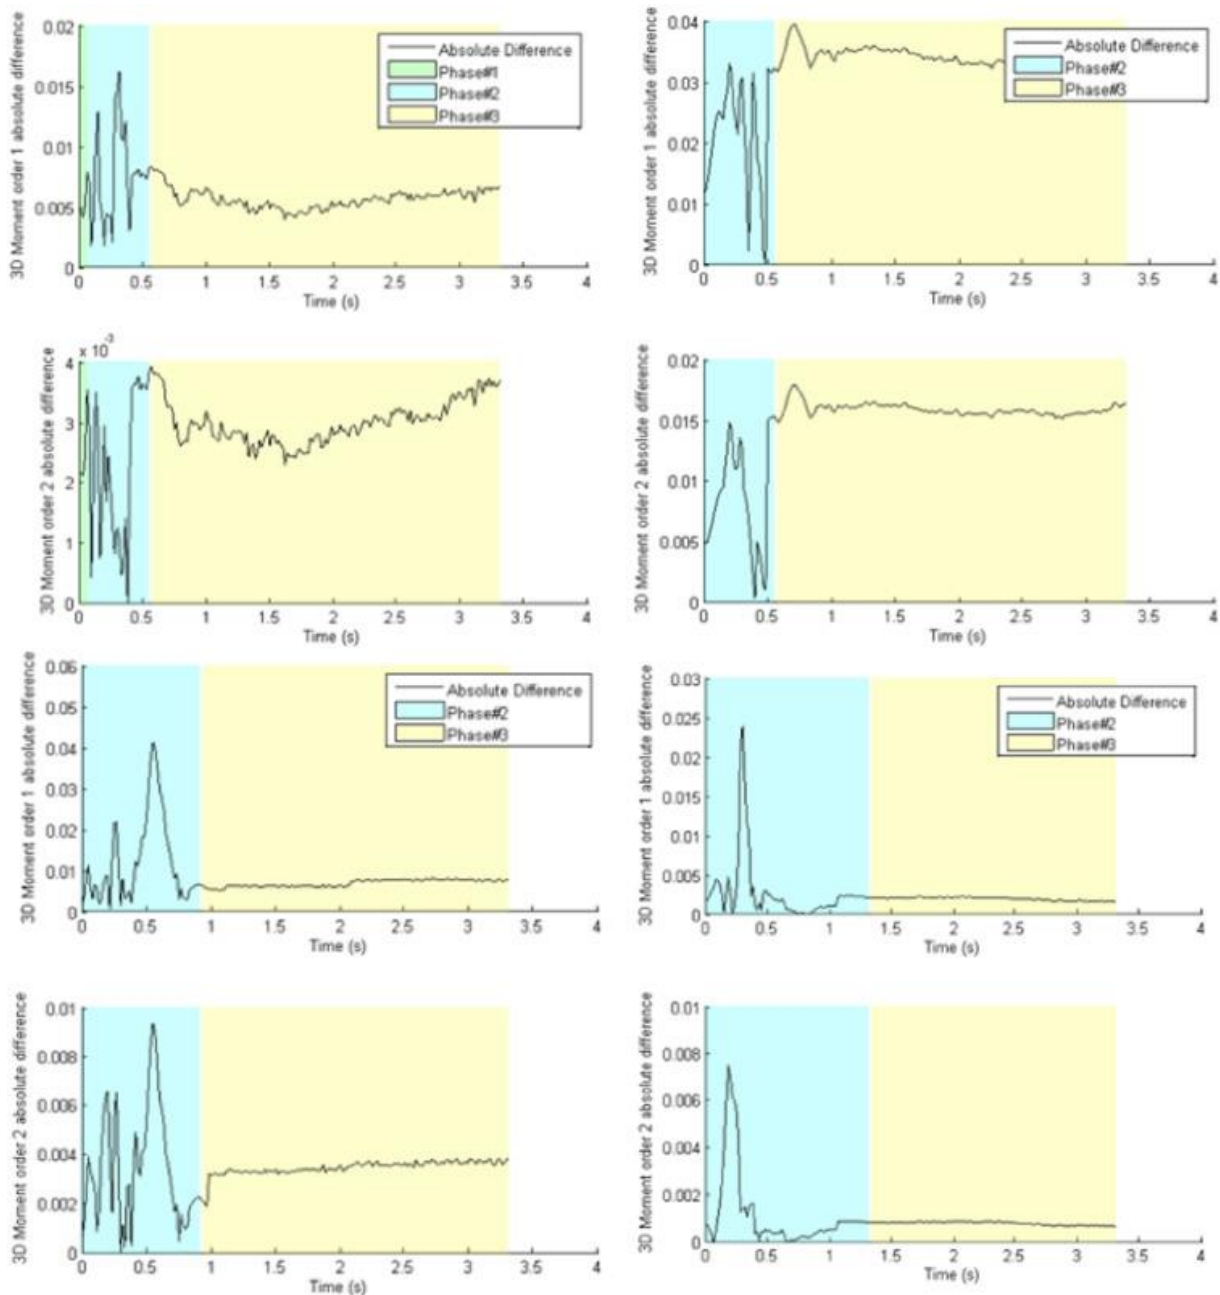 3D Moment order 1 absolute difference
0.02
0.015
0.01
0.005
0
0 0.5 1 1.5 2 2.5 3 3.5 4
Time (s)
Absolute Difference
Phase#1
Phase#2
Phase#3
3D Moment order 1 absolute difference
0.04
0.03
0.02
0.01
0
0 0.5 1 1.5 2 2.5 3 3.5 4
Time (s)
Absolute Difference
Phase#2
Phase#3
3D Moment order 2 absolute difference
x 10⁻³
4
3
2
1
0
0 0.5 1 1.5 2 2.5 3 3.5 4
Time (s)
3D Moment order 2 absolute difference
0.02
0.015
0.01
0.005
0
0 0.5 1 1.5 2 2.5 3 3.5 4
Time (s)
3D Moment order 1 absolute difference
0.06
0.05
0.04
0.03
0.02
0.01
0
0 0.5 1 1.5 2 2.5 3 3.5 4
Time (s)
Absolute Difference
Phase#2
Phase#3
3D Moment order 1 absolute difference
0.03
0.025
0.02
0.015
0.01
0.005
0
0 0.5 1 1.5 2 2.5 3 3.5 4
Time (s)
Absolute Difference
Phase#2
Phase#3
3D Moment order 2 absolute difference
0.01
0.008
0.006
0.004
0.002
0
0 0.5 1 1.5 2 2.5 3 3.5 4
Time (s)
3D Moment order 2 absolute difference
0.01
0.008
0.006
0.004
0.002
0
0 0.5 1 1.5 2 2.5 3 3.5 4
Time (s)